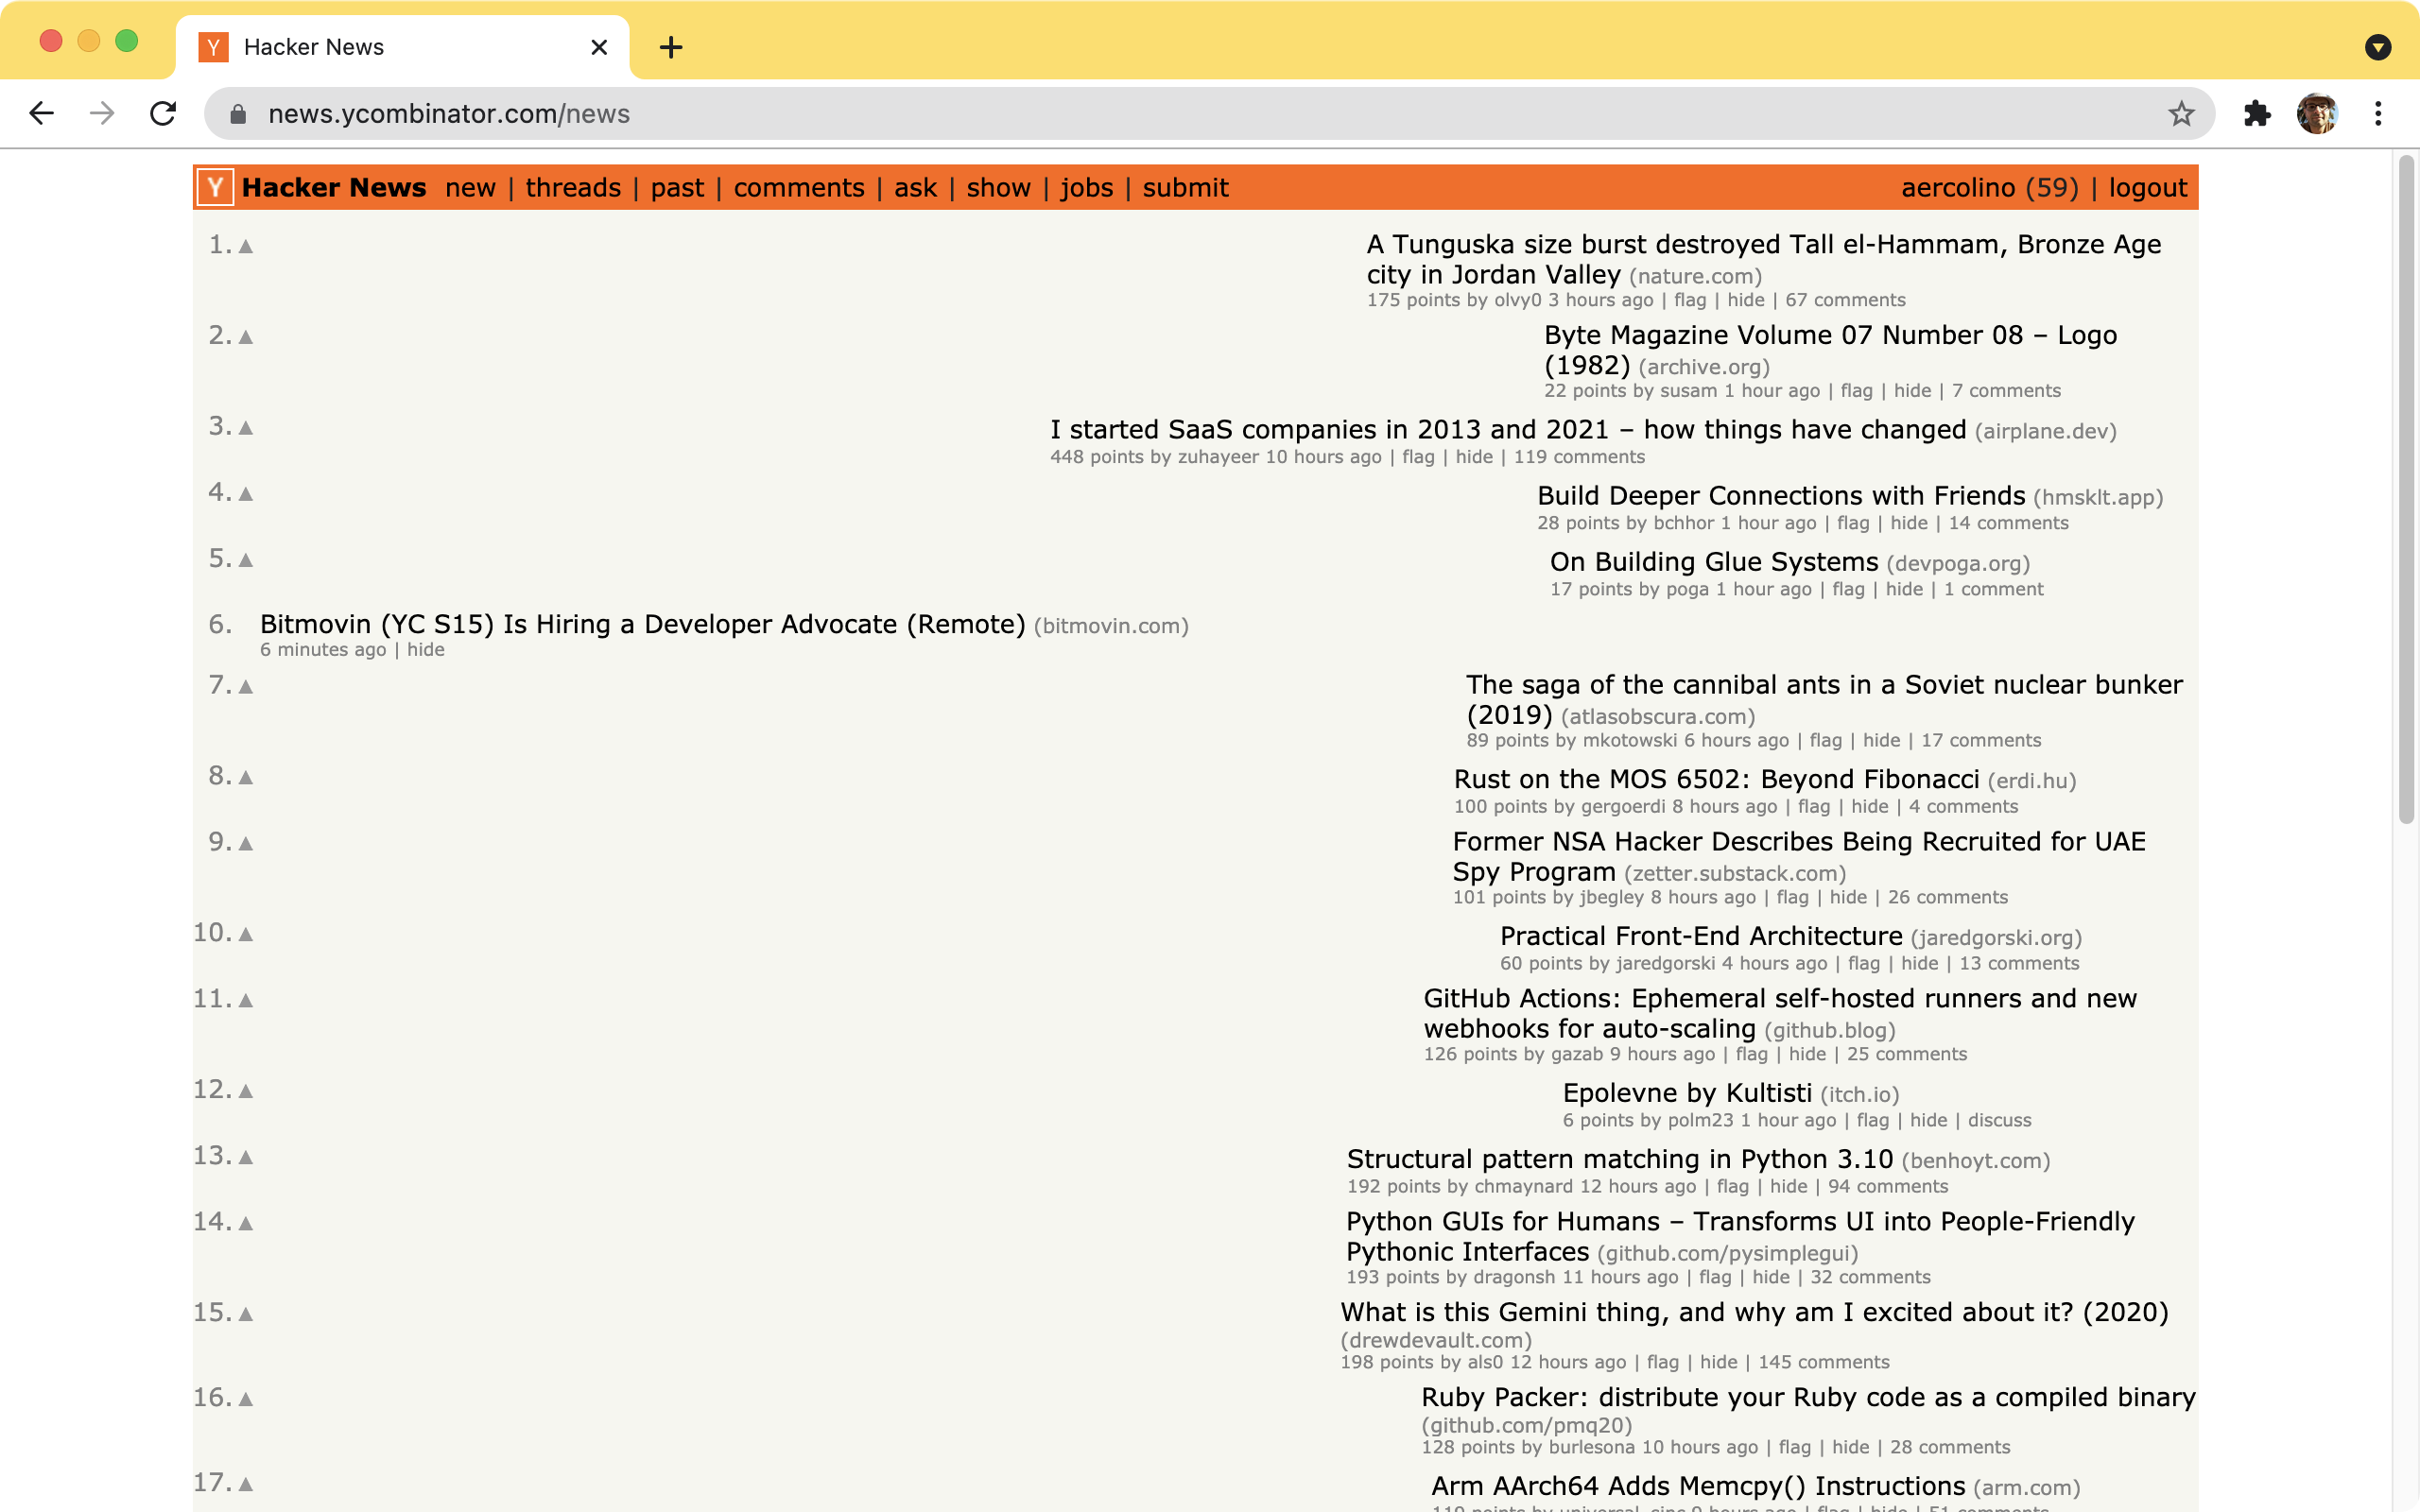 Y Hacker News
news.ycombinator.com/news
Y Hacker News new | threads | past | comments | ask | show | jobs | submit aercolino (59) | logout
1. A Tunguska size burst destroyed Tall el-Hammam, Bronze Age
city in Jordan Valley (nature.com)
175 points by olvy0 3 hours ago | flag | hide | 67 comments
2. Byte Magazine Volume 07 Number 08 – Logo
(1982) (archive.org)
22 points by susam 1 hour ago | flag | hide | 7 comments
3. I started SaaS companies in 2013 and 2021 – how things have changed (airplane.dev)
448 points by zuhayeer 10 hours ago | flag | hide | 119 comments
4. Build Deeper Connections with Friends (hmsklt.app)
28 points by bchhor 1 hour ago | flag | hide | 14 comments
5. On Building Glue Systems (devpoga.org)
17 points by poga 1 hour ago | flag | hide | 1 comment
6. Bitmovin (YC S15) Is Hiring a Developer Advocate (Remote) (bitmovin.com)
6 minutes ago | hide
7. The saga of the cannibal ants in a Soviet nuclear bunker
(2019) (atlasobscura.com)
89 points by mkotowski 6 hours ago | flag | hide | 17 comments
8. Rust on the MOS 6502: Beyond Fibonacci (erdi.hu)
100 points by gergoerdi 8 hours ago | flag | hide | 4 comments
9. Former NSA Hacker Describes Being Recruited for UAE
Spy Program (zetter.substack.com)
101 points by jbegley 8 hours ago | flag | hide | 26 comments
10. Practical Front-End Architecture (jaredgorski.org)
60 points by jaredgorski 4 hours ago | flag | hide | 13 comments
11. GitHub Actions: Ephemeral self-hosted runners and new
webhooks for auto-scaling (github.blog)
126 points by gazab 9 hours ago | flag | hide | 25 comments
12. Epolevne by Kultisti (itch.io)
6 points by polm23 1 hour ago | flag | hide | discuss
13. Structural pattern matching in Python 3.10 (benhoyt.com)
192 points by chmaynard 12 hours ago | flag | hide | 94 comments
14. Python GUIs for Humans – Transforms UI into People-Friendly
Pythonic Interfaces (github.com/pysimplegui)
193 points by dragonsh 11 hours ago | flag | hide | 32 comments
15. What is this Gemini thing, and why am I excited about it? (2020)
(drewdevault.com)
198 points by als0 12 hours ago | flag | hide | 145 comments
16. Ruby Packer: distribute your Ruby code as a compiled binary
(github.com/pmq20)
128 points by burlesona 10 hours ago | flag | hide | 28 comments
17. Arm AArch64 Adds Memcpy() Instructions (arm.com)